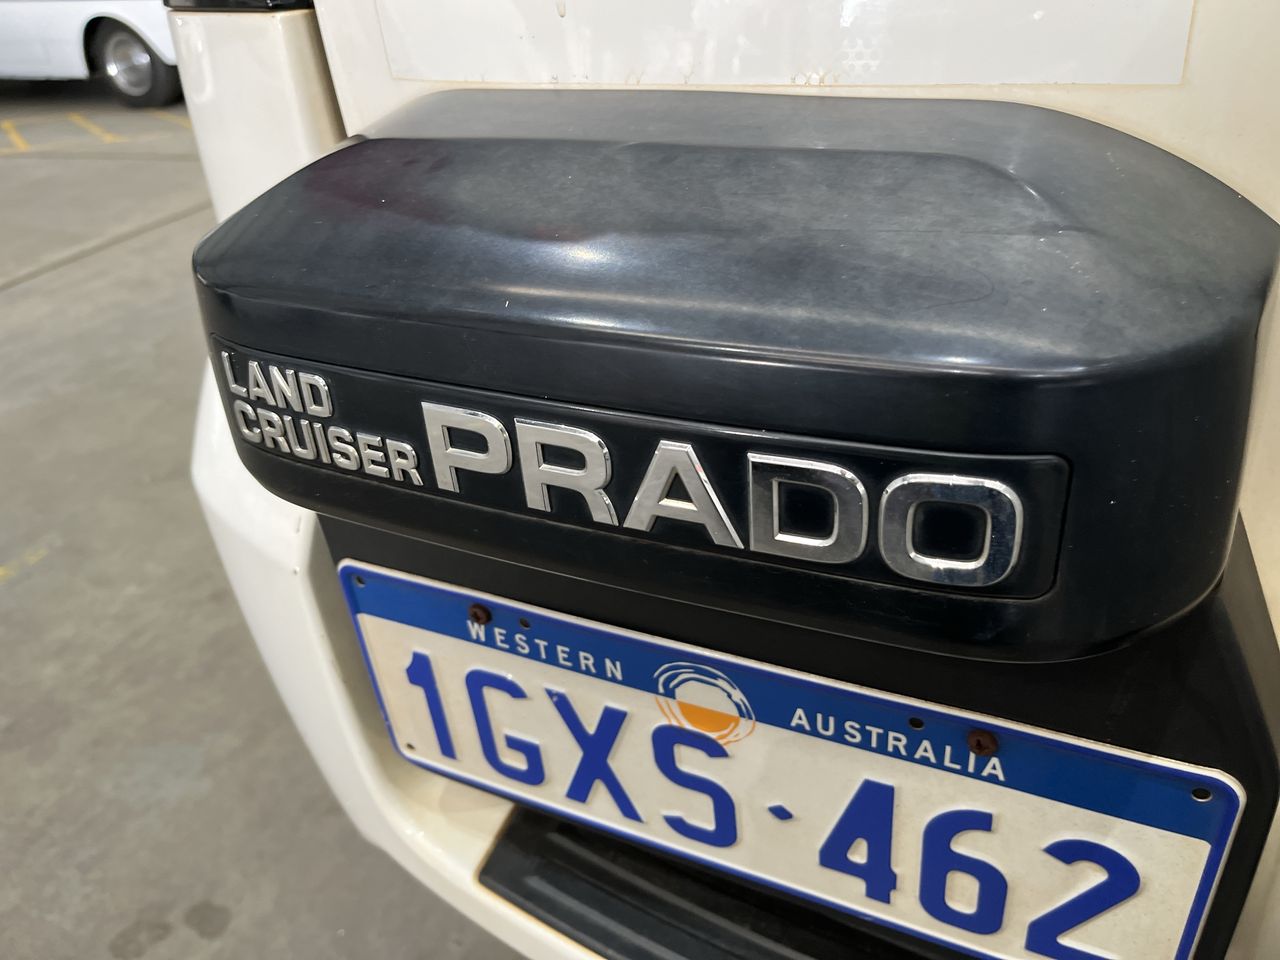 LAND
CRUISER PRADO
WESTERN AUSTRALIA
1GXS·462